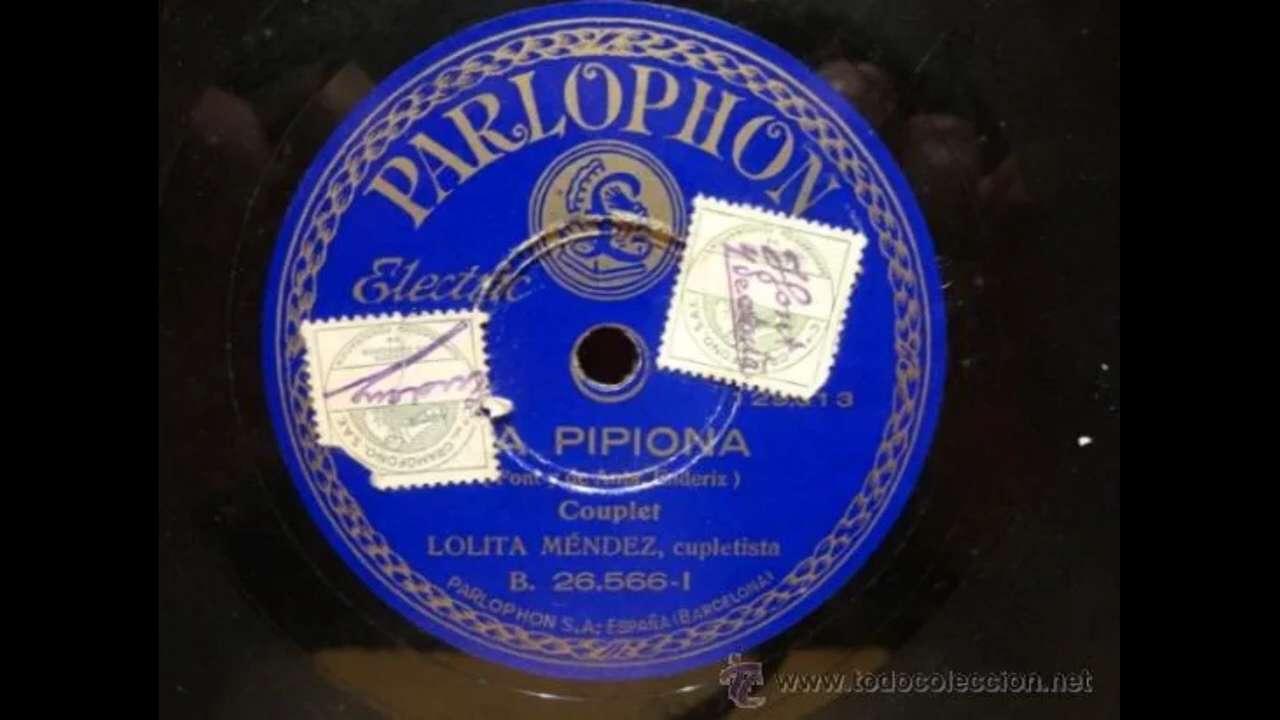 PARLOPHON
Electric
A PIPIONA
Couplet
LOLITA MÉNDEZ, cupletista
B. 26.566-I
PARLOPHON S.A. ESPAÑA (BARCELONA)
www.todocoleccion.net